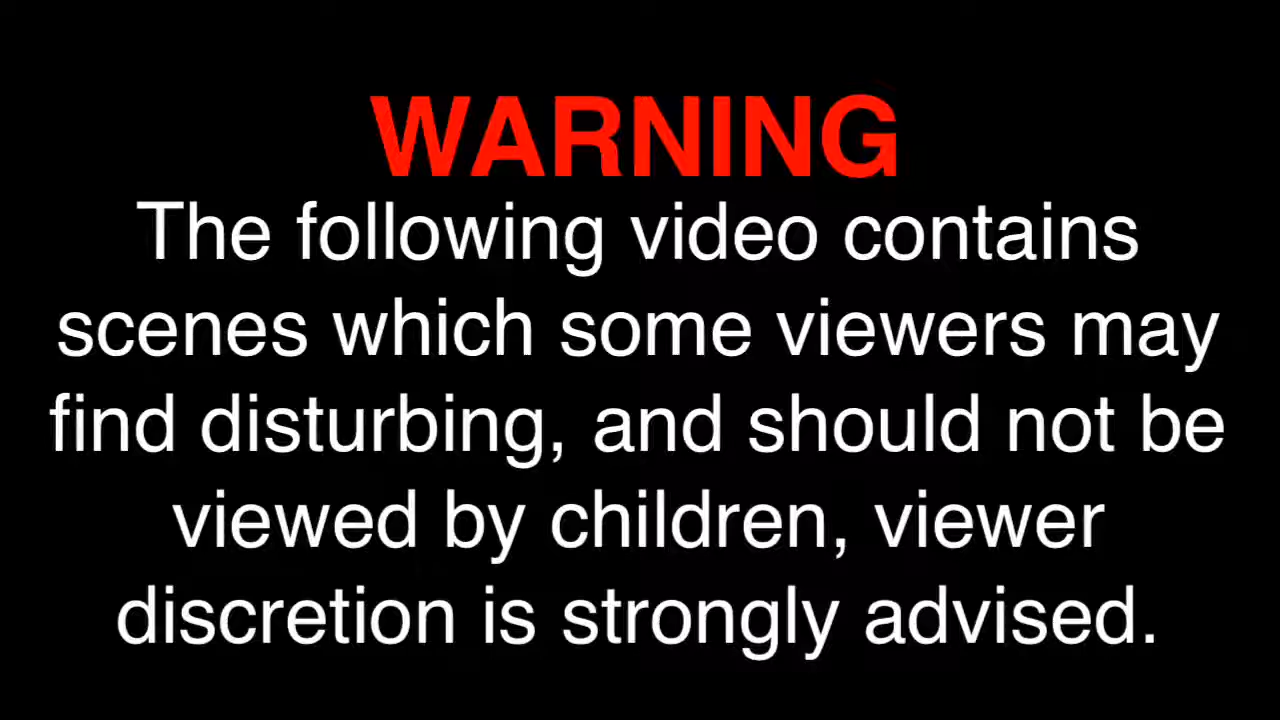 WARNING
The following video contains
scenes which some viewers may
find disturbing, and should not be
viewed by children, viewer
discretion is strongly advised.